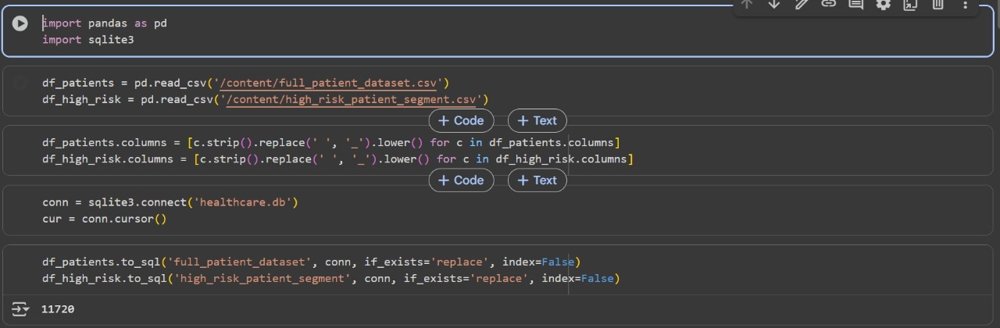 import pandas as pd
import sqlite3
df_patients = pd.read_csv('/content/full_patient_dataset.csv')
df_high_risk = pd.read_csv('/content/high_risk_patient_segment.csv')
+ Code + Text
df_patients.columns = [c.strip().replace(' ', '_').lower() for c in df_patients.columns]
df_high_risk.columns = [c.strip().replace(' ', '_').lower() for c in df_high_risk.columns]
+ Code + Text
conn = sqlite3.connect('healthcare.db')
cur = conn.cursor()
df_patients.to_sql('full_patient_dataset', conn, if_exists='replace', index=False)
df_high_risk.to_sql('high_risk_patient_segment', conn, if_exists='replace', index=False)
11720